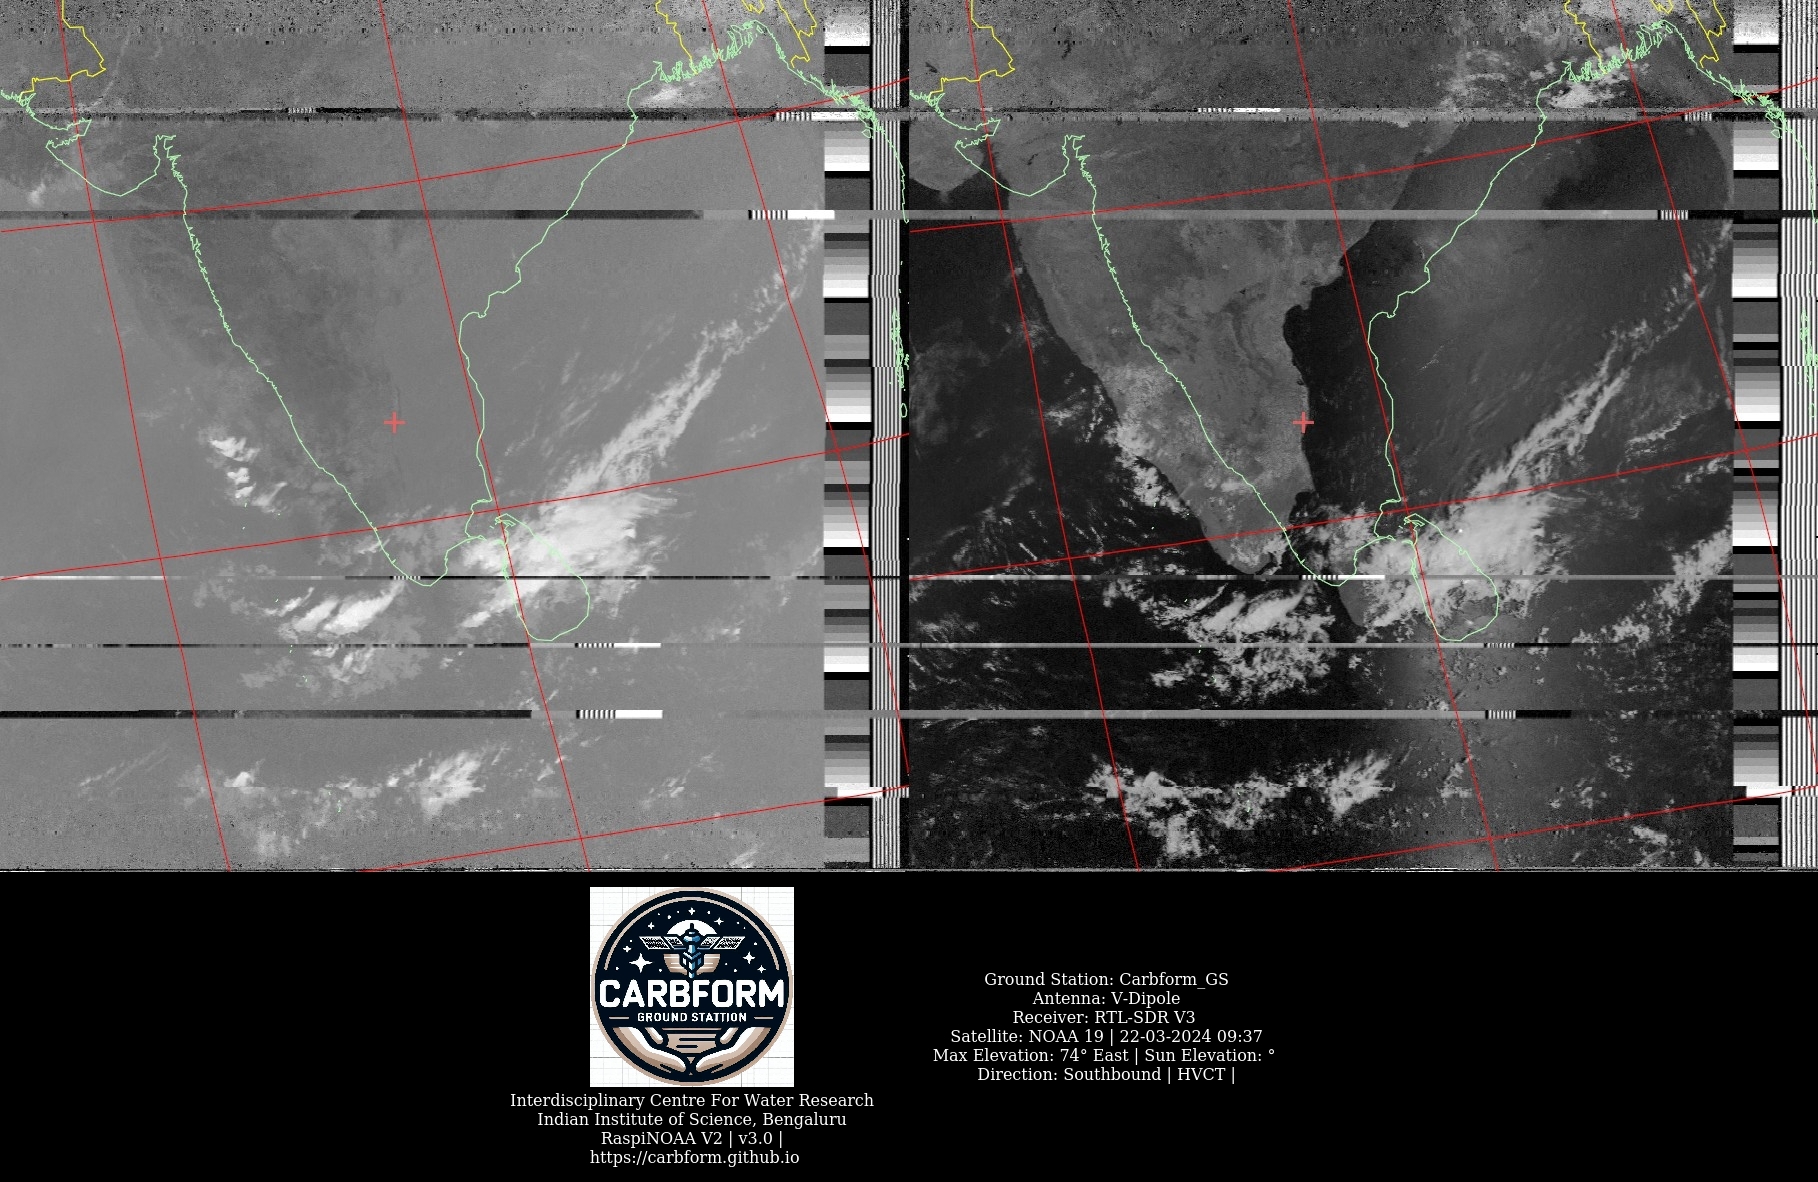 CARBFORM
GROUND STATTION
Interdisciplinary Centre For Water Research
Indian Institute of Science, Bengaluru
RaspiNOAA V2 | v3.0 |
https://carbform.github.io
Ground Station: Carbform_GS
Antenna: V-Dipole
Receiver: RTL-SDR V3
Satellite: NOAA 19 | 22-03-2024 09:37
Max Elevation: 74° East | Sun Elevation: °
Direction: Southbound | HVCT |